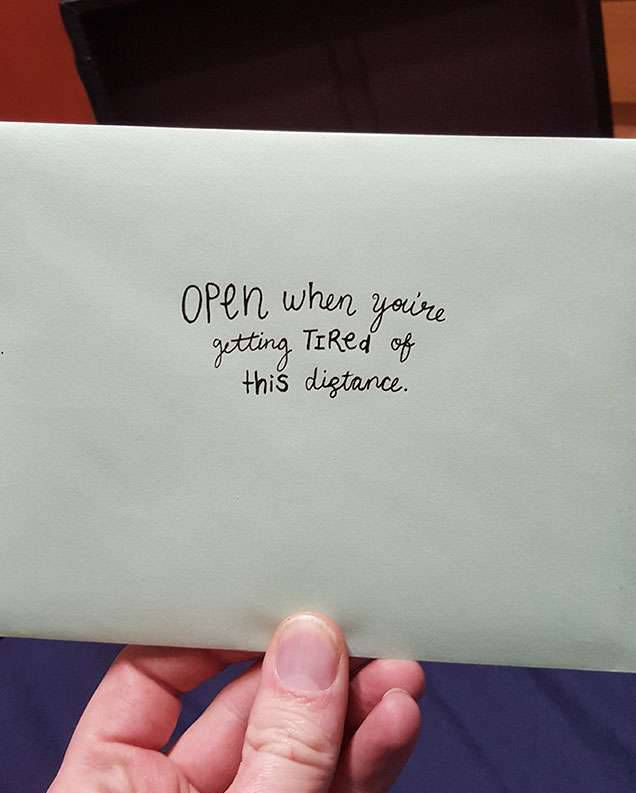 OPen when you're
getting TIRed of
this distance.